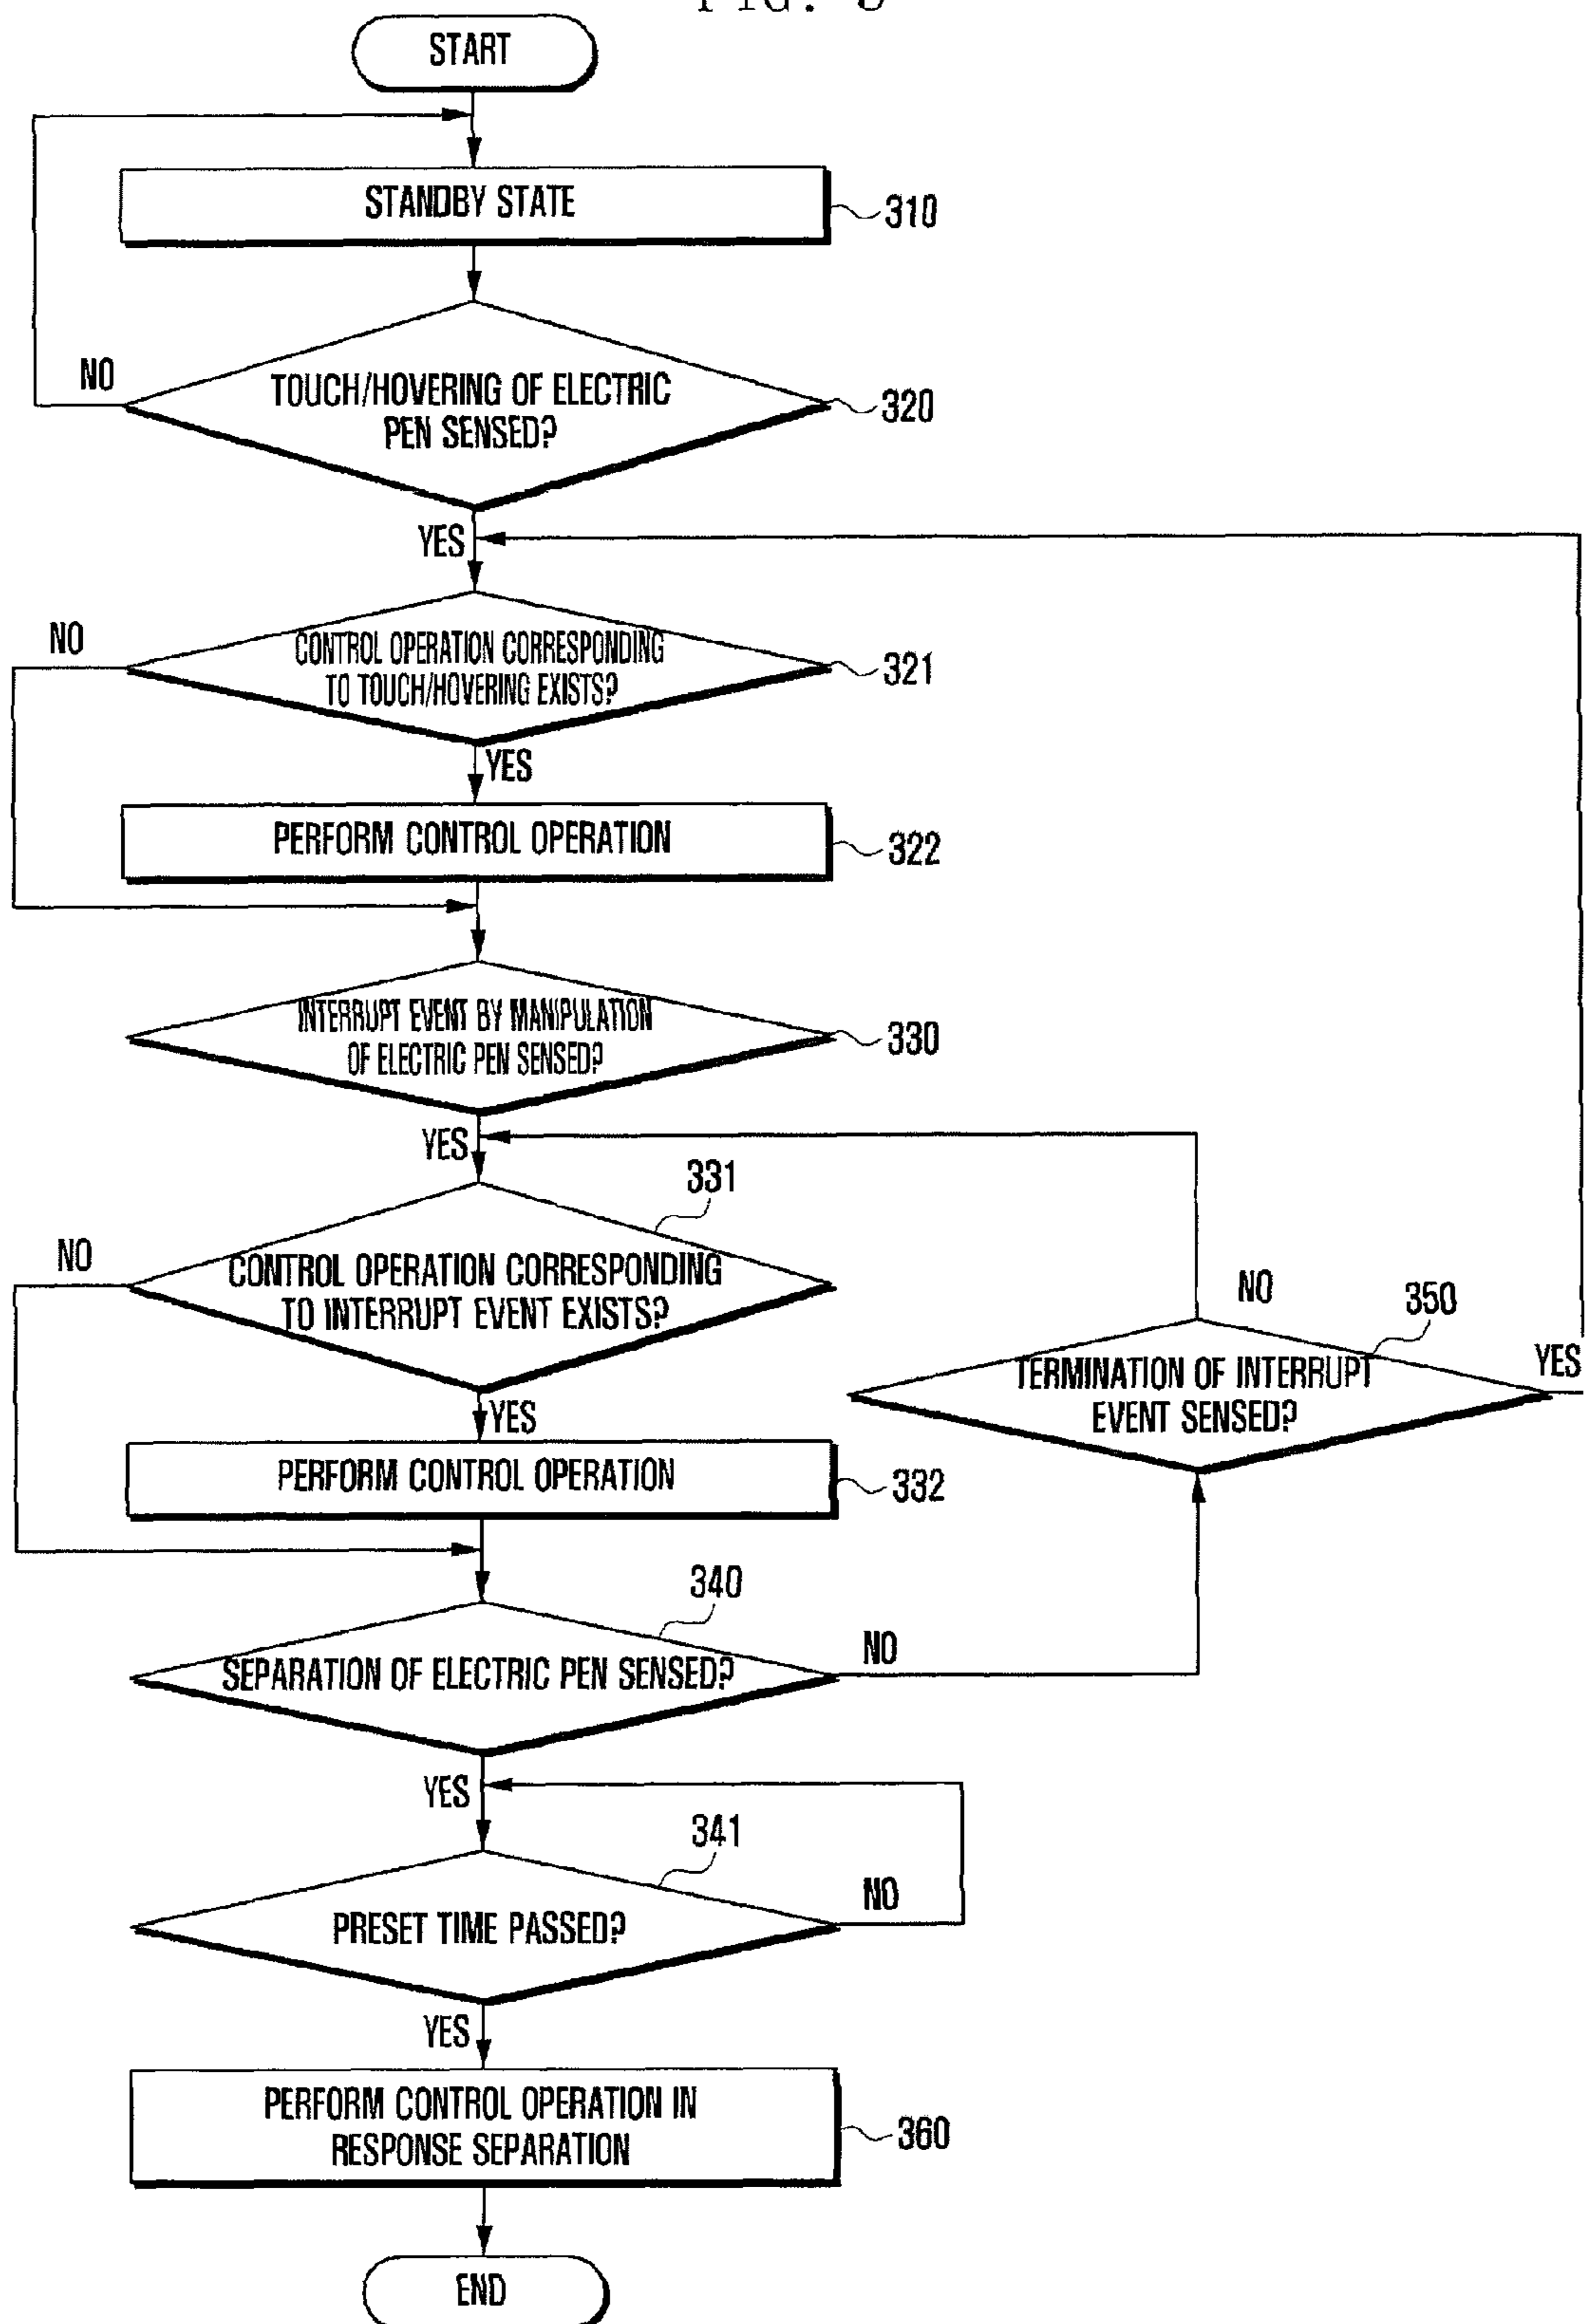 START
STANDBY STATE
310
NO
TOUCH/HOVERING OF ELECTRIC
PEN SENSED?
320
YES
NO
CONTROL OPERATION CORRESPONDING
TO TOUCH/HOVERING EXISTS?
321
YES
PERFORM CONTROL OPERATION
322
INTERRUPT EVENT BY MANIPULATION
OF ELECTRIC PEN SENSED?
330
YES
331
NO
CONTROL OPERATION CORRESPONDING
TO INTERRUPT EVENT EXISTS?
NO
350
TERMINATION OF INTERRUPT
EVENT SENSED?
YES
YES
PERFORM CONTROL OPERATION
332
340
SEPARATION OF ELECTRIC PEN SENSED?
NO
YES
341
PRESET TIME PASSED?
NO
YES
PERFORM CONTROL OPERATION IN
RESPONSE SEPARATION
360
END